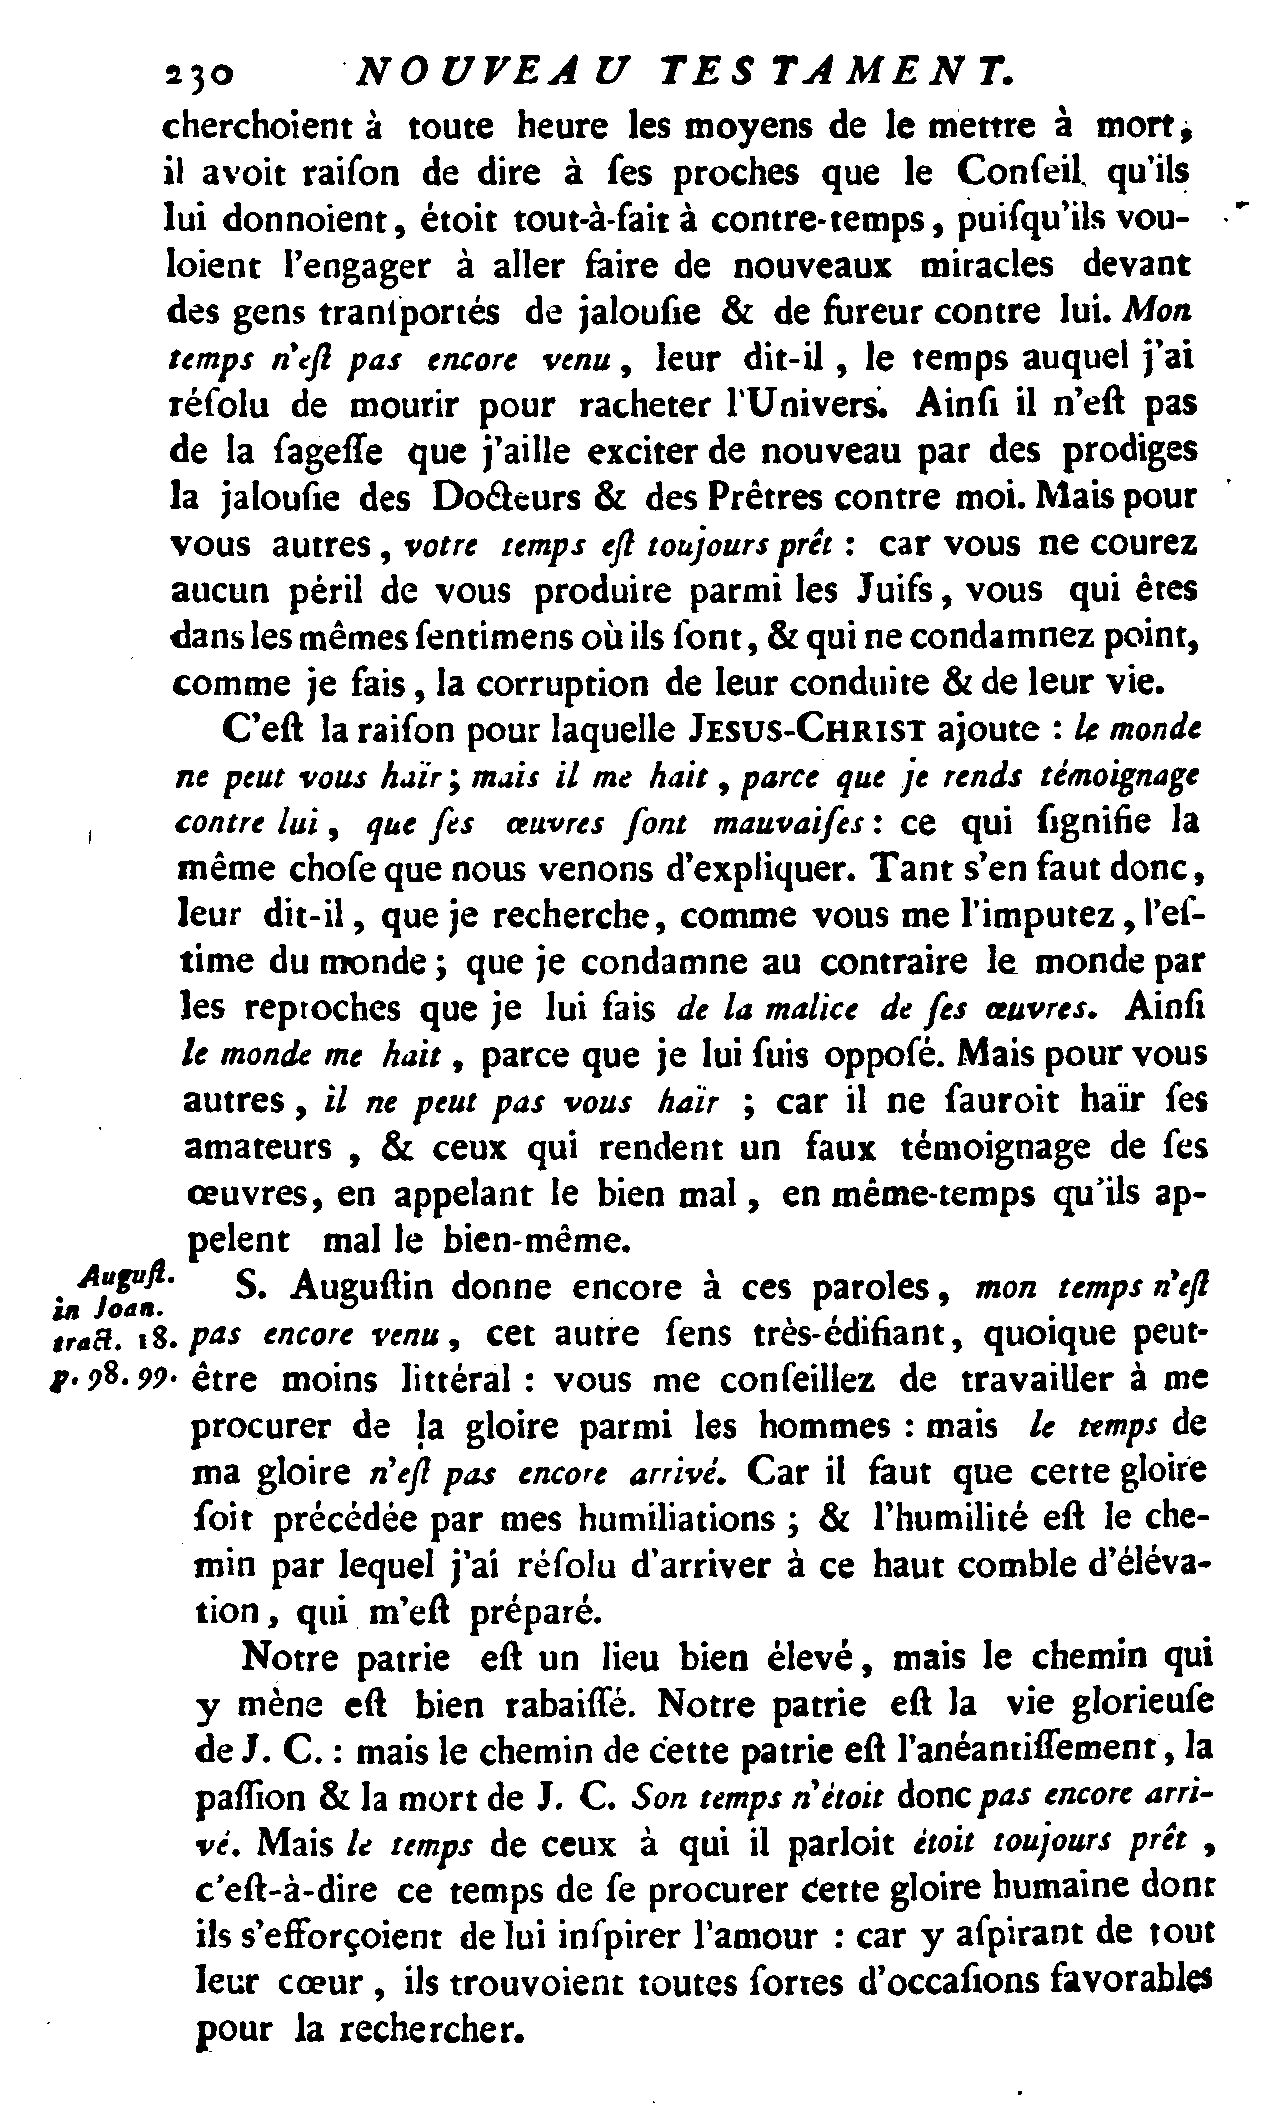 230 NOUVEAU TESTAMENT.
cherchoient à toute heure les moyens de le mettre à mort,
il avoit raiſon de dire à ſes proches que le Conſeil qu'ils
lui donnoient, étoit tout-à-fait à contre-temps, puiſqu'ils vou-
loient l'engager à aller faire de nouveaux miracles devant
des gens tranſportés de jalouſie & de fureur contre lui. Mon
temps n'eſt pas encore venu, leur dit-il, le temps auquel j'ai
réſolu de mourir pour racheter l'Univers. Ainſi il n'eſt pas
de la ſageſſe que j'aille exciter de nouveau par des prodiges
la jalouſie des Docteurs & des Prêtres contre moi. Mais pour
vous autres, votre temps eſt toujours prêt : car vous ne courez
aucun péril de vous produire parmi les Juifs, vous qui êtes
dans les mêmes ſentimens où ils ſont, & qui ne condamnez point,
comme je fais, la corruption de leur conduite & de leur vie.
C'eſt la raiſon pour laquelle JESUS-CHRIST ajoute : le monde
ne peut vous haïr; mais il me hait, parce que je rends témoignage
contre lui, que ſes œuvres ſont mauvaiſes : ce qui ſignifie la
même choſe que nous venons d'expliquer. Tant s'en faut donc,
leur dit-il, que je recherche, comme vous me l'imputez, l'eſ-
time du monde; que je condamne au contraire le monde par
les reproches que je lui fais de la malice de ſes œuvres. Ainſi
le monde me hait, parce que je lui ſuis oppoſé. Mais pour vous
autres, il ne peut pas vous haïr ; car il ne ſauroit haïr ſes
amateurs, & ceux qui rendent un faux témoignage de ſes
œuvres, en appelant le bien mal, en même-temps qu'ils ap-
pelent mal le bien-même.
Auguſt.
in Joan.
tract. 18.
p. 98. 99.
S. Auguſtin donne encore à ces paroles, mon temps n'eſt
pas encore venu, cet autre ſens très-édifiant, quoique peut-
être moins littéral : vous me conſeillez de travailler à me
procurer de la gloire parmi les hommes : mais le temps de
ma gloire n'eſt pas encore arrivé. Car il faut que cette gloire
ſoit précédée par mes humiliations ; & l'humilité eſt le che-
min par lequel j'ai réſolu d'arriver à ce haut comble d'éléva-
tion, qui m'eſt préparé.
Notre patrie eſt un lieu bien élevé, mais le chemin qui
y mène eſt bien rabaiſſé. Notre patrie eſt la vie glorieuſe
de J. C. : mais le chemin de cette patrie eſt l'anéantiſſement, la
paſſion & la mort de J. C. Son temps n'étoit donc pas encore arri-
vé. Mais le temps de ceux à qui il parloit étoit toujours prêt,
c'eſt-à-dire ce temps de ſe procurer cette gloire humaine dont
ils s'efforçoient de lui inſpirer l'amour : car y aſpirant de tout
leur cœur, ils trouvoient toutes ſortes d'occaſions favorables
pour la rechercher.